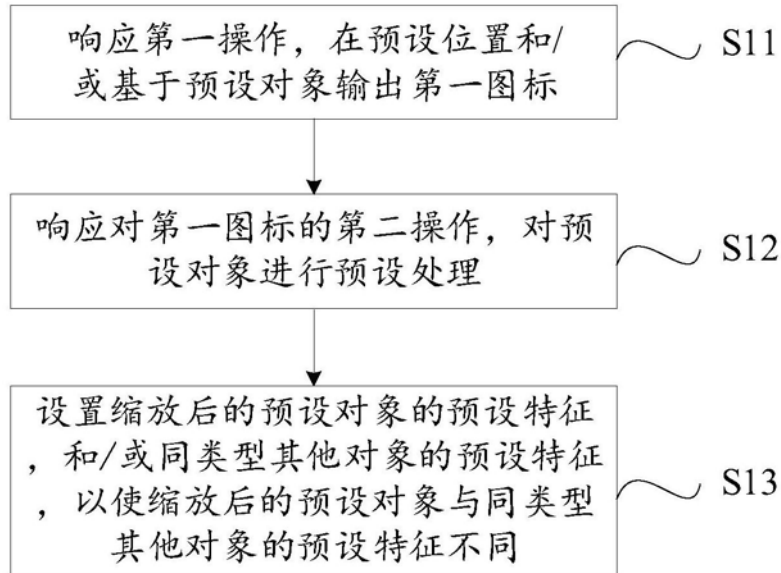 响应第一操作，在预设位置和/
或基于预设对象输出第一图标
S11
响应对第一图标的第二操作，对预
设对象进行预设处理
S12
设置缩放后的预设对象的预设特征
，和/或同类型其他对象的预设特征
，以使缩放后的预设对象与同类型
其他对象的预设特征不同
S13